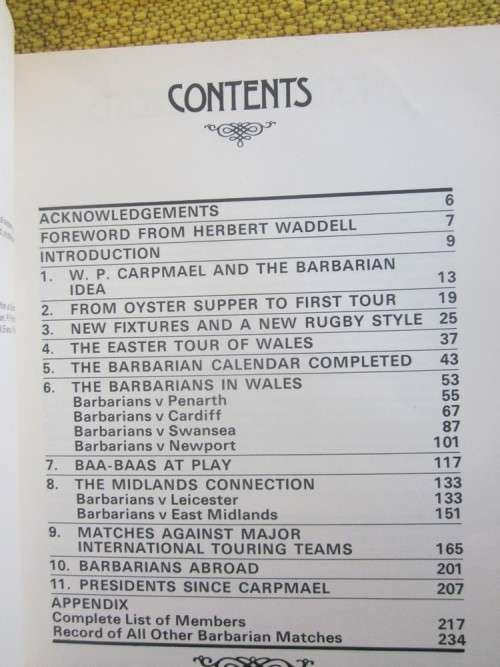 CONTENTS
ACKNOWLEDGEMENTS 6
FOREWORD FROM HERBERT WADDELL 7
INTRODUCTION 9
1. W. P. CARPMAEL AND THE BARBARIAN
IDEA 13
2. FROM OYSTER SUPPER TO FIRST TOUR 19
3. NEW FIXTURES AND A NEW RUGBY STYLE 25
4. THE EASTER TOUR OF WALES 37
5. THE BARBARIAN CALENDAR COMPLETED 43
6. THE BARBARIANS IN WALES 53
Barbarians v Penarth 55
Barbarians v Cardiff 67
Barbarians v Swansea 87
Barbarians v Newport 101
7. BAA-BAAS AT PLAY 117
8. THE MIDLANDS CONNECTION 133
Barbarians v Leicester 133
Barbarians v East Midlands 151
9. MATCHES AGAINST MAJOR
INTERNATIONAL TOURING TEAMS 165
10. BARBARIANS ABROAD 201
11. PRESIDENTS SINCE CARPMAEL 207
APPENDIX
Complete List of Members 217
Record of All Other Barbarian Matches 234